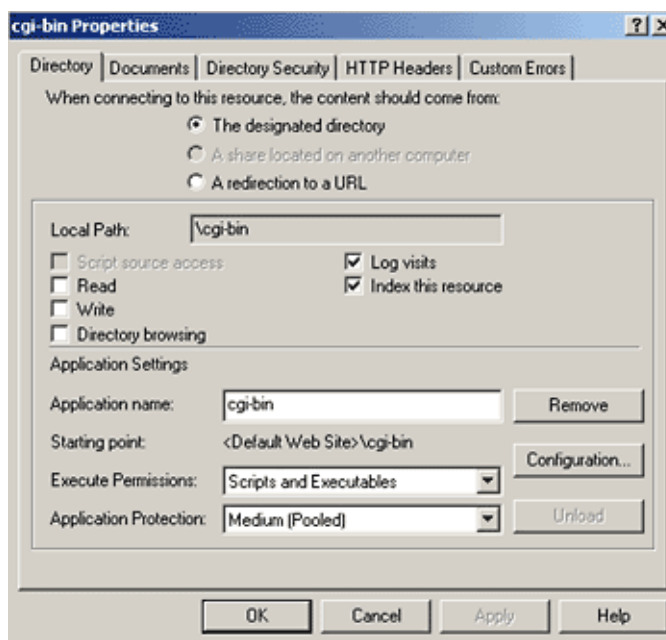 cgi-bin Properties
Directory Documents Directory Security HTTP Headers Custom Errors
When connecting to this resource, the content should come from:
The designated directory
A share located on another computer
A redirection to a URL
Local Path: \cgi-bin
Script source access Log visits
Read Index this resource
Write
Directory browsing
Application Settings
Application name: cgi-bin Remove
Starting point: <Default Web Site>\cgi-bin
Configuration...
Execute Permissions: Scripts and Executables
Application Protection: Medium (Pooled) Unload
OK Cancel Apply Help